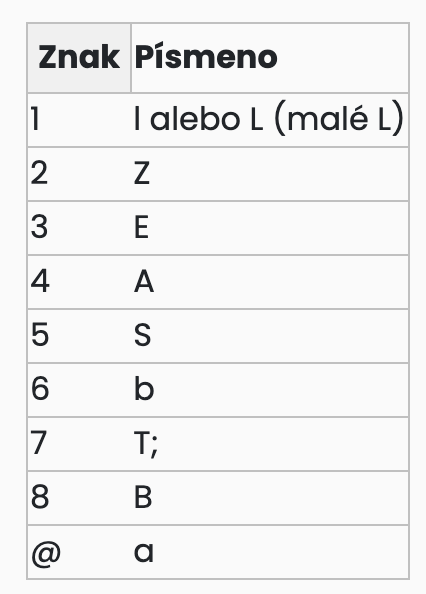 Znak Písmeno
1 l alebo L (malé L)
2 Z
3 E
4 A
5 S
6 b
7 T;
8 B
@ a